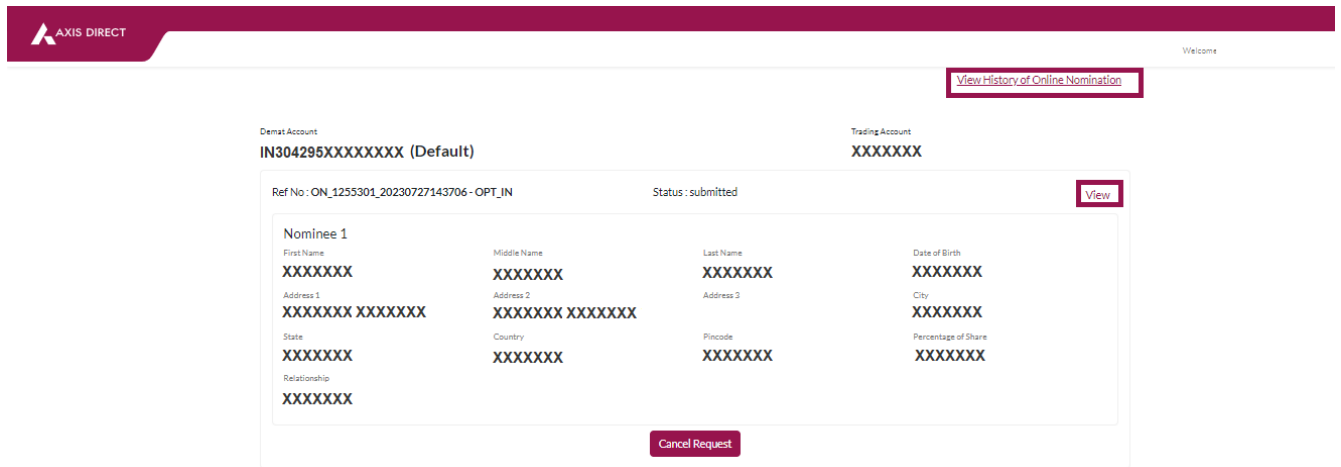 AXIS DIRECT
Welcome
View History of Online Nomination
Demat Account Trading Account
IN304295XXXXXXXX (Default) XXXXXXX
Ref No : ON_1255301_20230727143706 - OPT_IN Status : submitted View
Nominee 1
First Name Middle Name Last Name Date of Birth
XXXXXXX XXXXXXX XXXXXXX XXXXXXX
Address 1 Address 2 Address 3 City
XXXXXXX XXXXXXX XXXXXXX XXXXXXX XXXXXXX
State Country Pincode Percentage of Share
XXXXXXX XXXXXXX XXXXXXX XXXXXXX
Relationship
XXXXXXX
Cancel Request